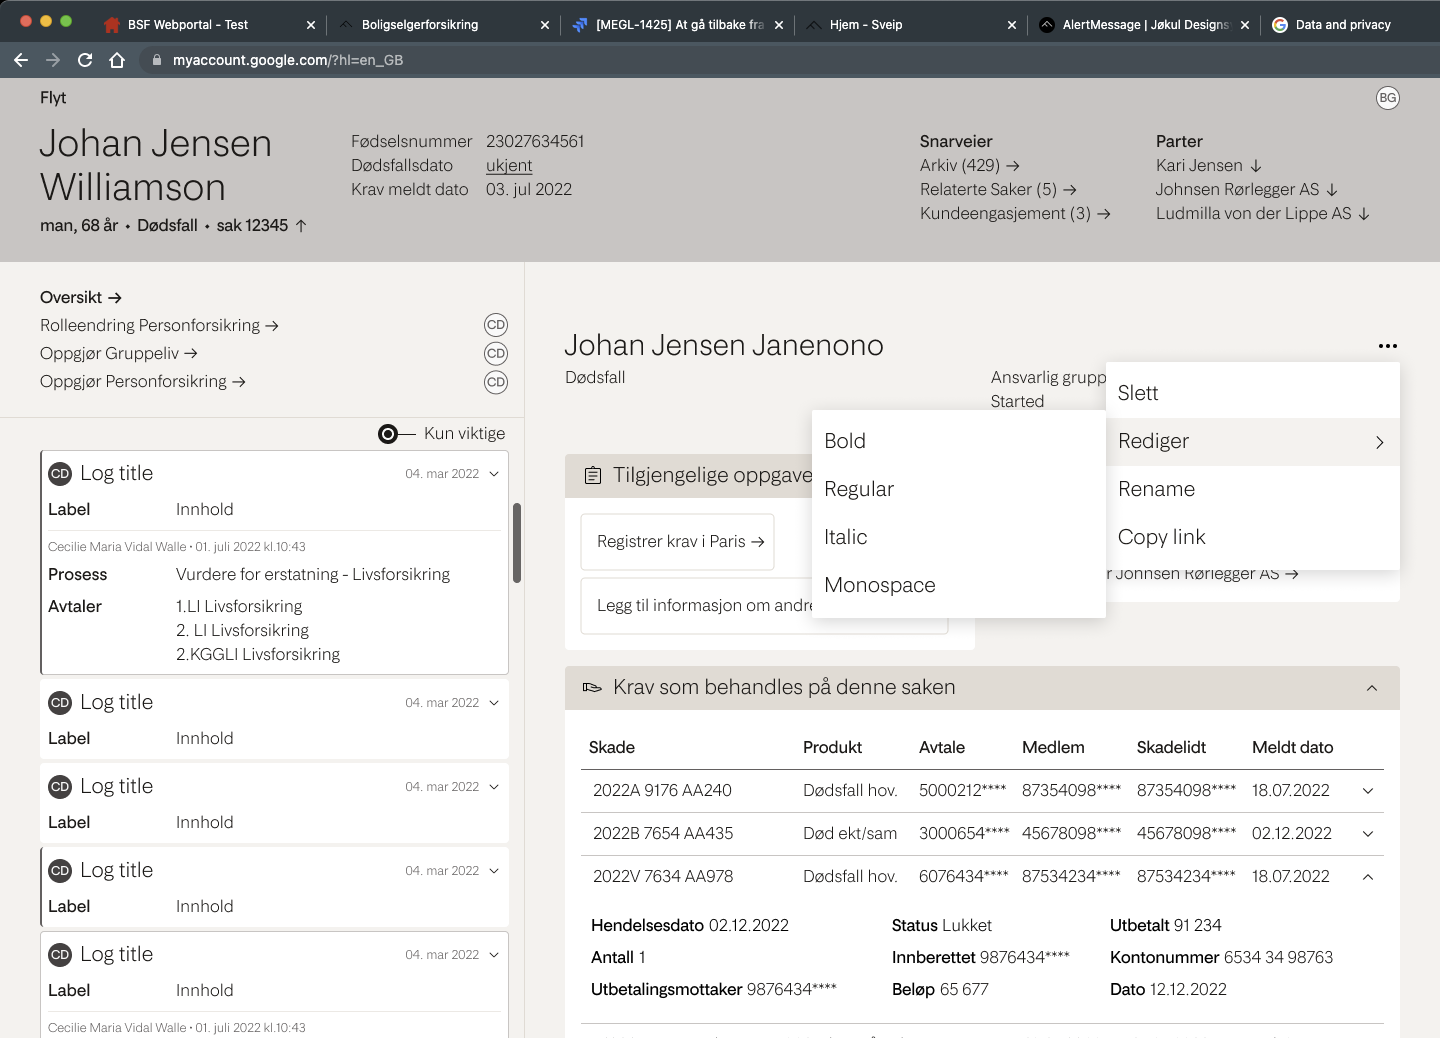 BSF Webportal - Test
Boligselgerforsikring
[MEGL-1425] At gå tilbake fra
Hjem - Sveip
AlertMessage | Jøkul Designs
Data and privacy
myaccount.google.com/?hl=en_GB
Flyt
BG
Johan Jensen
Williamson
man, 68 år • Dødsfall • sak 12345 ↑
Fødselsnummer 23027634561
Dødsfallsdato ukjent
Krav meldt dato 03. jul 2022
Snarveier
Arkiv (429) →
Relaterte Saker (5) →
Kundeengasjement (3) →
Parter
Kari Jensen ↓
Johnsen Rørlegger AS ↓
Ludmilla von der Lippe AS ↓
Oversikt →
Rolleendring Personforsikring → CD
Oppgjør Gruppeliv → CD
Oppgjør Personforsikring → CD
Kun viktige
CD Log title 04. mar 2022
Label Innhold
Cecilie Maria Vidal Walle • 01. juli 2022 kl.10:43
Prosess Vurdere for erstatning - Livsforsikring
Avtaler 1.LI Livsforsikring
2. LI Livsforsikring
2.KGGLI Livsforsikring
CD Log title 04. mar 2022
Label Innhold
CD Log title 04. mar 2022
Label Innhold
CD Log title 04. mar 2022
Label Innhold
CD Log title 04. mar 2022
Label Innhold
Cecilie Maria Vidal Walle • 01. juli 2022 kl.10:43
Johan Jensen Janenono
Dødsfall
Ansvarlig grupp
Started
Slett
Rediger
Rename
Copy link
Bold
Regular
Italic
Monospace
Tilgjengelige oppgave
Registrer krav i Paris →
Legg til informasjon om andre
r Johnsen Rørlegger AS →
Krav som behandles på denne saken
Skade Produkt Avtale Medlem Skadelidt Meldt dato
2022A 9176 AA240 Dødsfall hov. 5000212**** 87354098**** 87354098**** 18.07.2022
2022B 7654 AA435 Død ekt/sam 3000654**** 45678098**** 45678098**** 02.12.2022
2022V 7634 AA978 Dødsfall hov. 6076434**** 87534234**** 87534234**** 18.07.2022
Hendelsesdato 02.12.2022 Status Lukket Utbetalt 91 234
Antall 1 Innberettet 9876434**** Kontonummer 6534 34 98763
Utbetalingsmottaker 9876434**** Beløp 65 677 Dato 12.12.2022